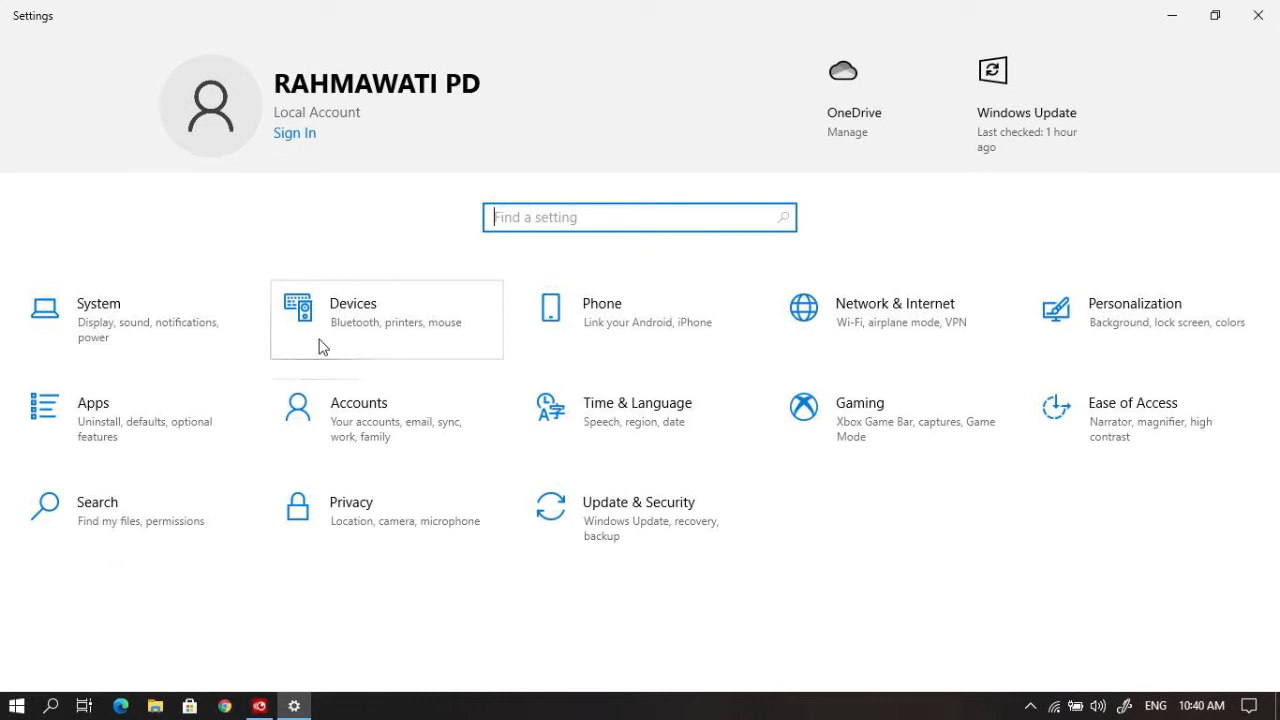 Settings
RAHMAWATI PD
Local Account
Sign In
OneDrive
Manage
Windows Update
Last checked: 1 hour
ago
Find a setting
System
Display, sound, notifications,
power
Devices
Bluetooth, printers, mouse
Phone
Link your Android, iPhone
Network & Internet
Wi-Fi, airplane mode, VPN
Personalization
Background, lock screen, colors
Apps
Uninstall, defaults, optional
features
Accounts
Your accounts, email, sync,
work, family
Time & Language
Speech, region, date
Gaming
Xbox Game Bar, captures, Game
Mode
Ease of Access
Narrator, magnifier, high
contrast
Search
Find my files, permissions
Privacy
Location, camera, microphone
Update & Security
Windows Update, recovery,
backup
ENG
10:40 AM